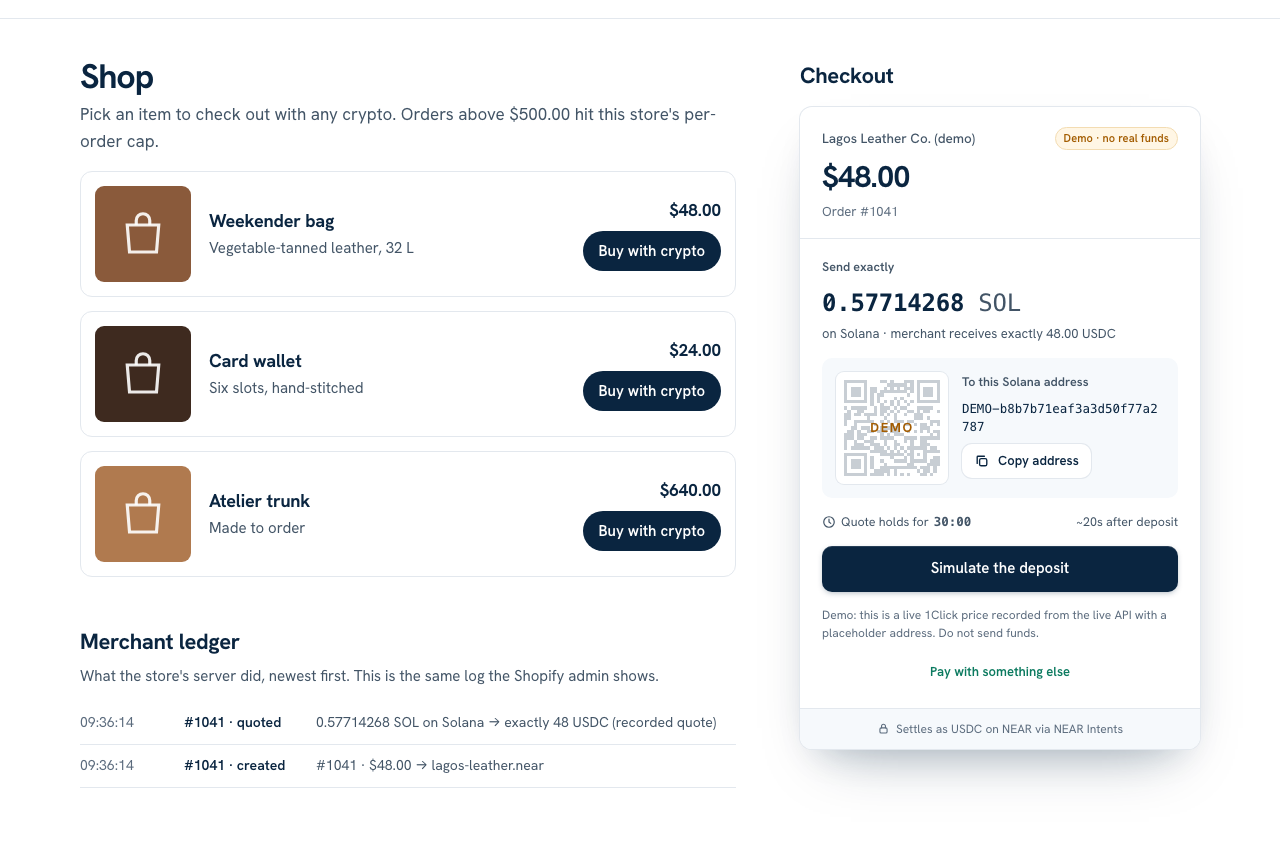 Shop
Pick an item to check out with any crypto. Orders above $500.00 hit this store's per-
order cap.
Weekender bag
Vegetable-tanned leather, 32 L
$48.00
Buy with crypto
Card wallet
Six slots, hand-stitched
$24.00
Buy with crypto
Atelier trunk
Made to order
$640.00
Buy with crypto
Merchant ledger
What the store's server did, newest first. This is the same log the Shopify admin shows.
09:36:14 #1041 · quoted 0.57714268 SOL on Solana → exactly 48 USDC (recorded quote)
09:36:14 #1041 · created #1041 · $48.00 → lagos-leather.near
Checkout
Lagos Leather Co. (demo)
Demo · no real funds
$48.00
Order #1041
Send exactly
0.57714268 SOL
on Solana · merchant receives exactly 48.00 USDC
DEMO
To this Solana address
DEMO-b8b7b71eaf3a3d50f77a2
787
Copy address
Quote holds for 30:00 ~20s after deposit
Simulate the deposit
Demo: this is a live 1Click price recorded from the live API with a
placeholder address. Do not send funds.
Pay with something else
Settles as USDC on NEAR via NEAR Intents